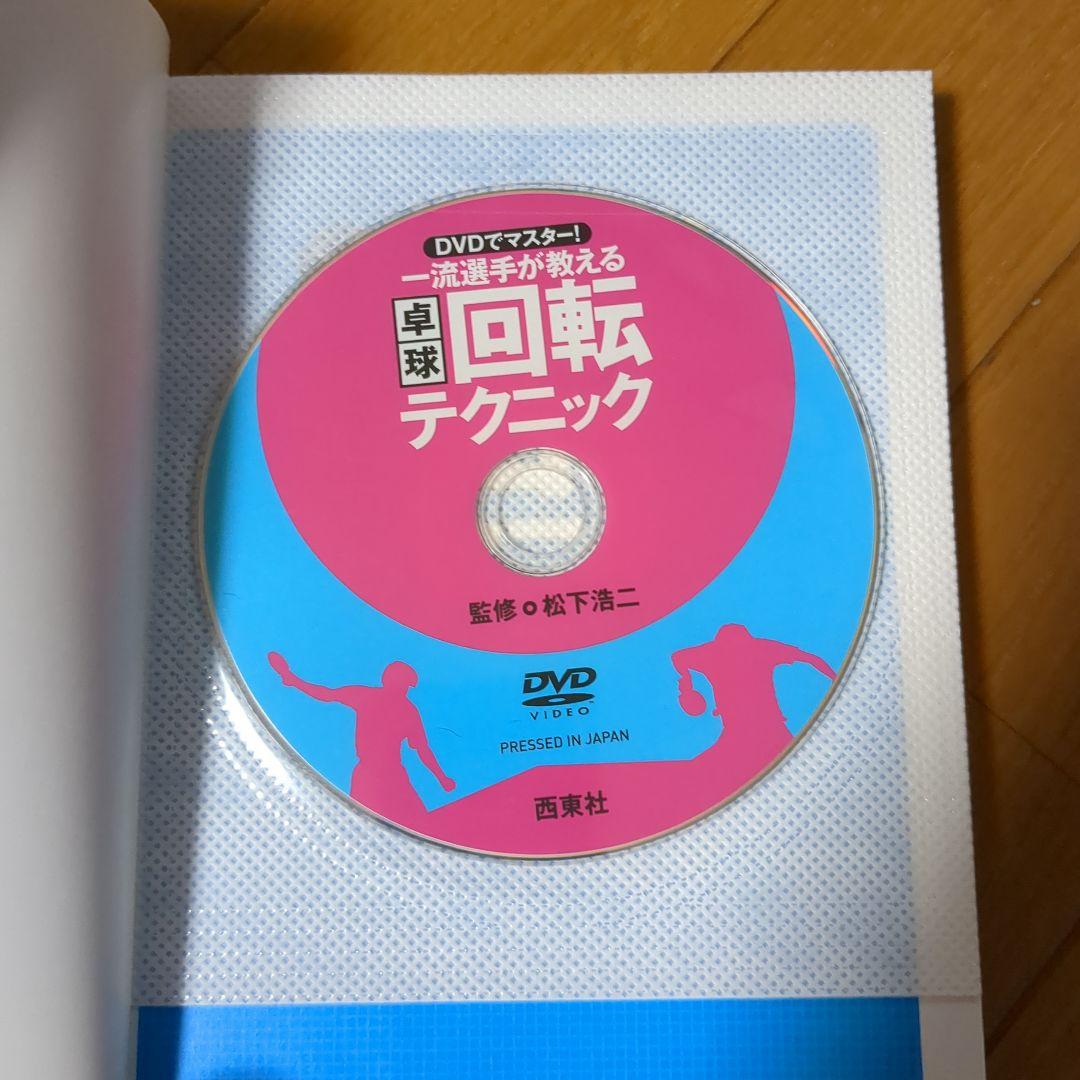 DVDでマスター!
一流選手が教える
卓球
回転
テクニック
監修●松下浩二
DVD
VIDEO™
PRESSED IN JAPAN
西東社